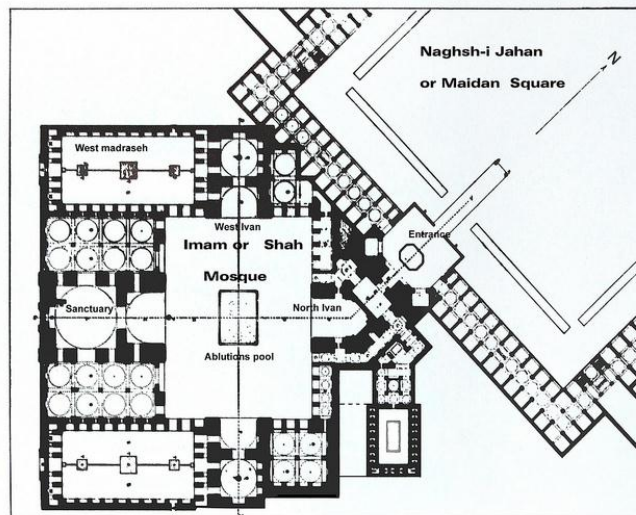 Naghsh-i Jahan
or Maidan Square
N
West madraseh
West Ivan
Imam or Shah
Mosque
Entrance
Sanctuary
North Ivan
Ablutions pool